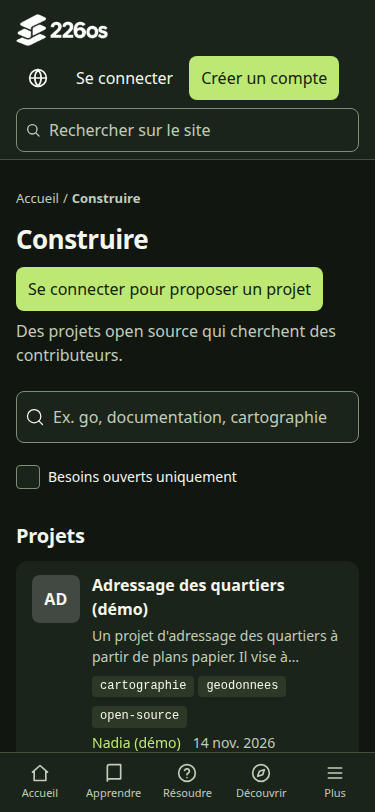 226os
Se connecter
Créer un compte
Rechercher sur le site
Accueil / Construire
Construire
Se connecter pour proposer un projet
Des projets open source qui cherchent des
contributeurs.
Ex. go, documentation, cartographie
Besoins ouverts uniquement
Projets
AD
Adressage des quartiers
(démo)
Un projet d'adressage des quartiers à
partir de plans papier. Il vise à...
cartographie geodonnees
open-source
Nadia (démo) 14 nov. 2026
Accueil Apprendre Résoudre Découvrir Plus